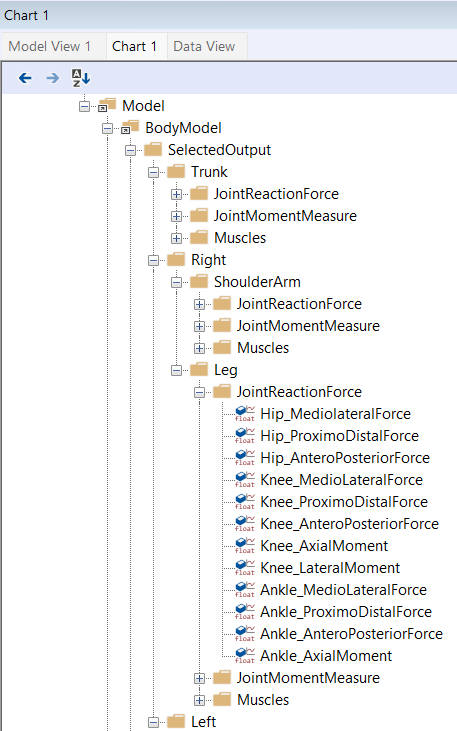 Chart 1
Model View 1 Chart 1 Data View
A Z
Model
BodyModel
SelectedOutput
Trunk
JointReactionForce
JointMomentMeasure
Muscles
Right
ShoulderArm
JointReactionForce
JointMomentMeasure
Muscles
Leg
JointReactionForce
float Hip_MediolateralForce
float Hip_ProximoDistalForce
float Hip_AnteroPosteriorForce
float Knee_MedioLateralForce
float Knee_ProximoDistalForce
float Knee_AnteroPosteriorForce
float Knee_AxialMoment
float Knee_LateralMoment
float Ankle_MedioLateralForce
float Ankle_ProximoDistalForce
float Ankle_AnteroPosteriorForce
float Ankle_AxialMoment
JointMomentMeasure
Muscles
Left